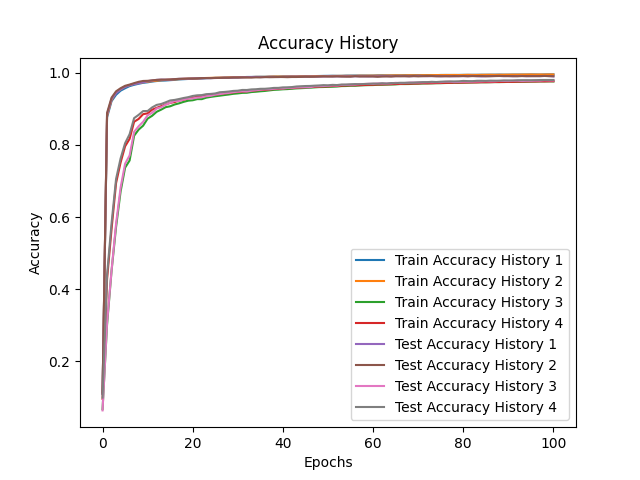 Accuracy History
1.0
0.8
0.6
0.4
0.2
Accuracy
Train Accuracy History 1
Train Accuracy History 2
Train Accuracy History 3
Train Accuracy History 4
Test Accuracy History 1
Test Accuracy History 2
Test Accuracy History 3
Test Accuracy History 4
0 20 40 60 80 100
Epochs